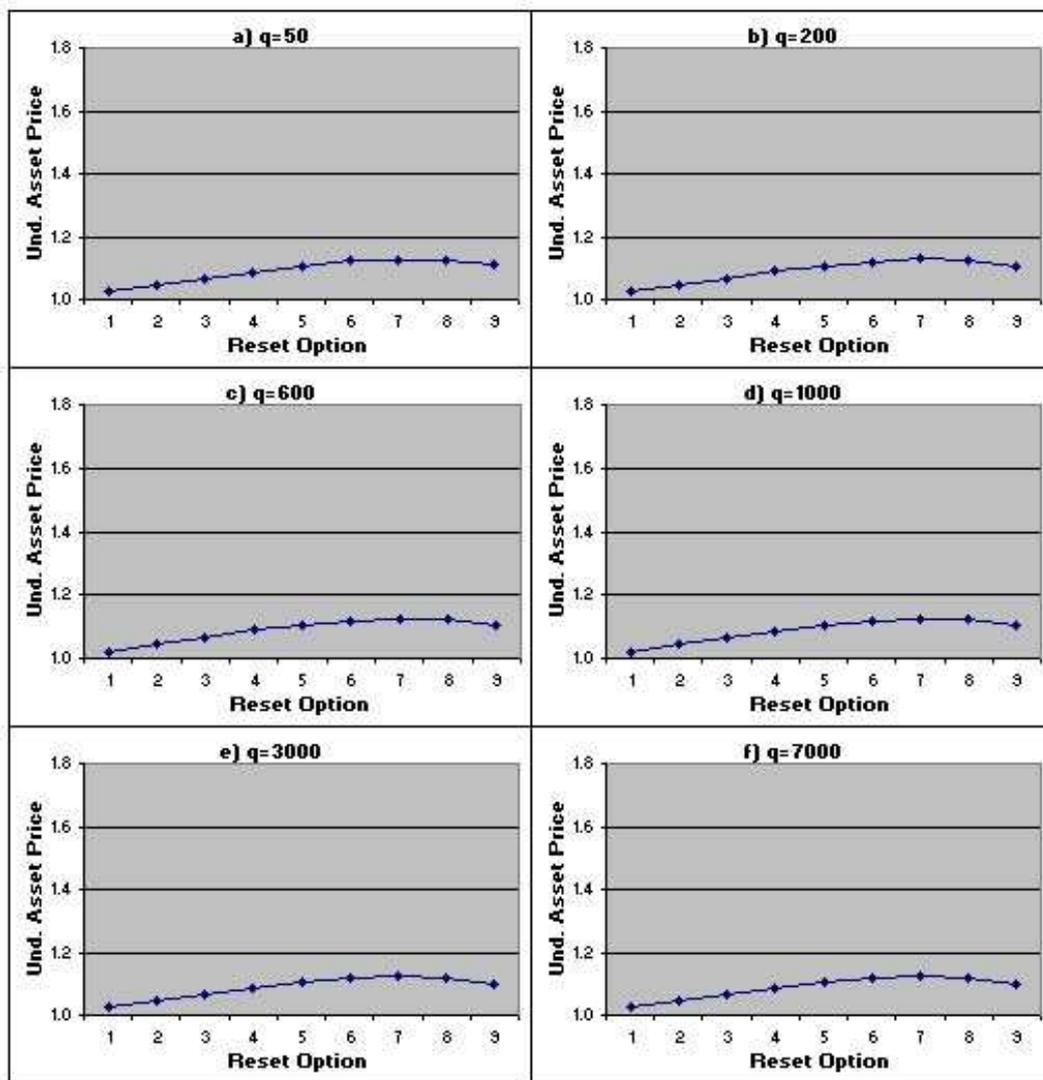 a) q=50
Und. Asset Price
1.8
1.6
1.4
1.2
1.0
1 2 3 4 5 6 7 8 9
Reset Option
b) q=200
Und. Asset Price
1.8
1.6
1.4
1.2
1.0
1 2 3 4 5 6 7 8 9
Reset Option
c) q=600
Und. Asset Price
1.8
1.6
1.4
1.2
1.0
1 2 3 4 5 6 7 8 9
Reset Option
d) q=1000
Und. Asset Price
1.8
1.6
1.4
1.2
1.0
1 2 3 4 5 6 7 8 9
Reset Option
e) q=3000
Und. Asset Price
1.8
1.6
1.4
1.2
1.0
1 2 3 4 5 6 7 8 9
Reset Option
f) q=7000
Und. Asset Price
1.8
1.6
1.4
1.2
1.0
1 2 3 4 5 6 7 8 9
Reset Option